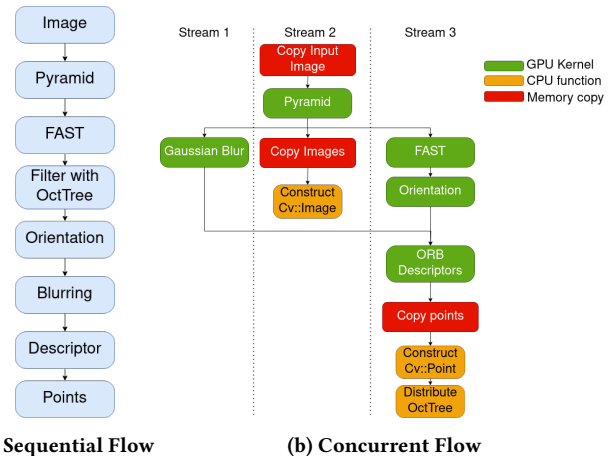 Image
Pyramid
FAST
Filter with
OctTree
Orientation
Blurring
Descriptor
Points
Sequential Flow
Stream 1
Stream 2
Stream 3
Copy Input
Image
Pyramid
Gaussian Blur
Copy Images
FAST
Construct
Cv::Image
Orientation
ORB
Descriptors
Copy points
Construct
Cv::Point
Distribute
OctTree
GPU Kernel
CPU function
Memory copy
(b) Concurrent Flow